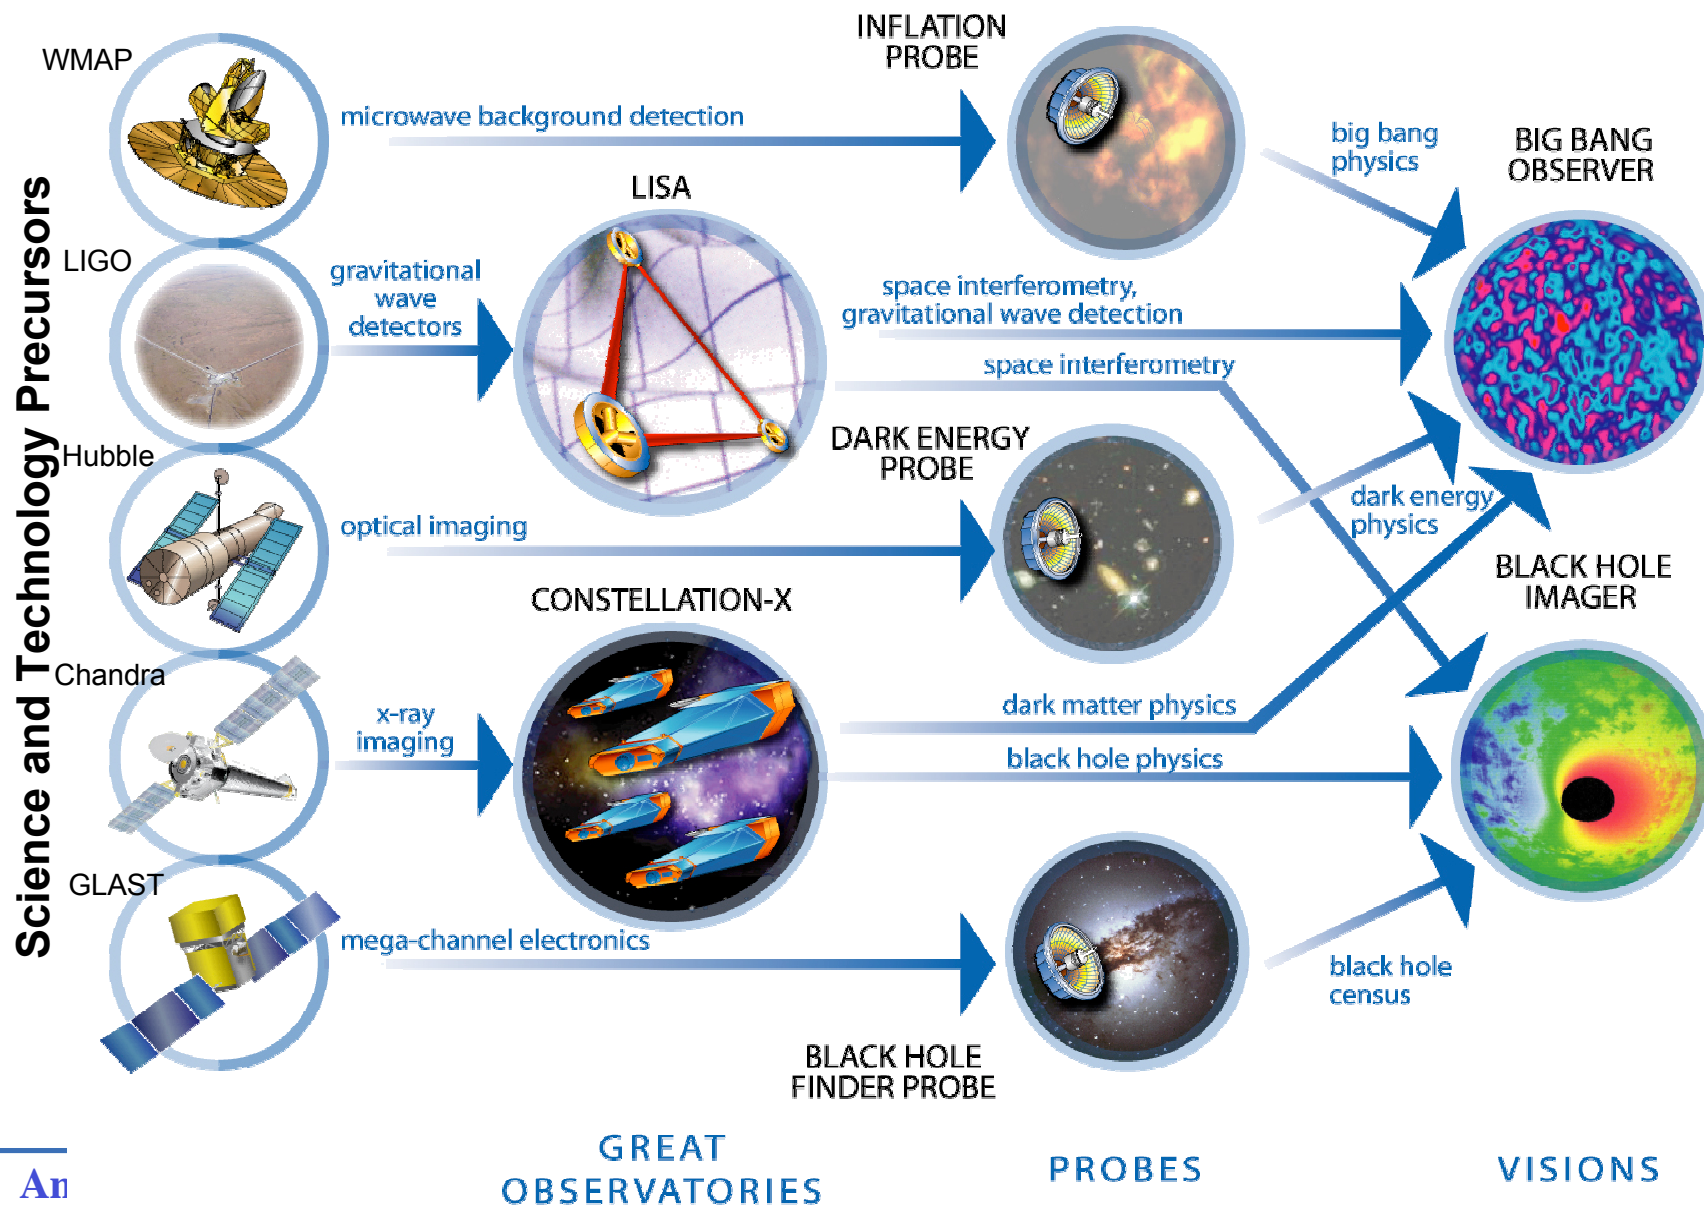 Science and Technology Precursors
WMAP
microwave background detection
INFLATION
PROBE
big bang
physics
BIG BANG
OBSERVER
LIGO
gravitational
wave
detectors
LISA
space interferometry,
gravitational wave detection
space interferometry
Hubble
optical imaging
DARK ENERGY
PROBE
dark energy
physics
BLACK HOLE
IMAGER
Chandra
x-ray
imaging
CONSTELLATION-X
dark matter physics
black hole physics
GLAST
mega-channel electronics
BLACK HOLE
FINDER PROBE
black hole
census
GREAT
OBSERVATORIES
PROBES
VISIONS
An